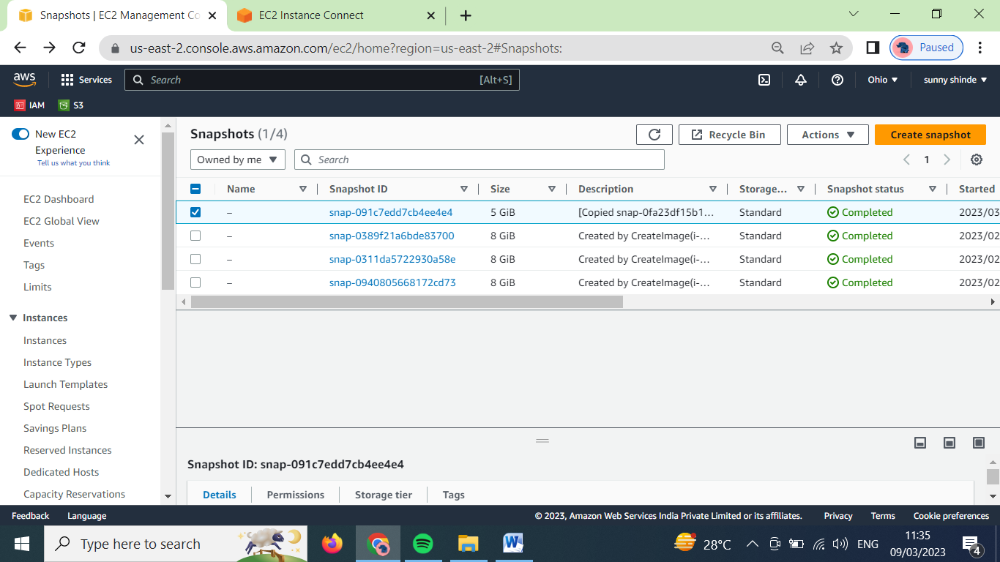 Snapshots | EC2 Management Co
EC2 Instance Connect
us-east-2.console.aws.amazon.com/ec2/home?region=us-east-2#Snapshots:
Paused
aws
Services
Search
[Alt+S]
Ohio
sunny shinde
IAM
S3
New EC2
Experience
Tell us what you think
EC2 Dashboard
EC2 Global View
Events
Tags
Limits
Instances
Instances
Instance Types
Launch Templates
Spot Requests
Savings Plans
Reserved Instances
Dedicated Hosts
Capacity Reservations
Snapshots (1/4)
Recycle Bin
Actions
Create snapshot
Owned by me
Search
1
Name Snapshot ID Size Description Storage... Snapshot status Started
– snap-091c7edd7cb4ee4e4 5 GiB [Copied snap-0fa23df15b1... Standard Completed 2023/03
– snap-0389f21a6bde83700 8 GiB Created by CreateImage(i-... Standard Completed 2023/02
– snap-0311da5722930a58e 8 GiB Created by CreateImage(i-... Standard Completed 2023/02
– snap-0940805668172cd73 8 GiB Created by CreateImage(i-... Standard Completed 2023/02
Snapshot ID: snap-091c7edd7cb4ee4e4
Details Permissions Storage tier Tags
Feedback Language © 2023, Amazon Web Services India Private Limited or its affiliates. Privacy Terms Cookie preferences
Type here to search
28°C
ENG
11:35
09/03/2023
4